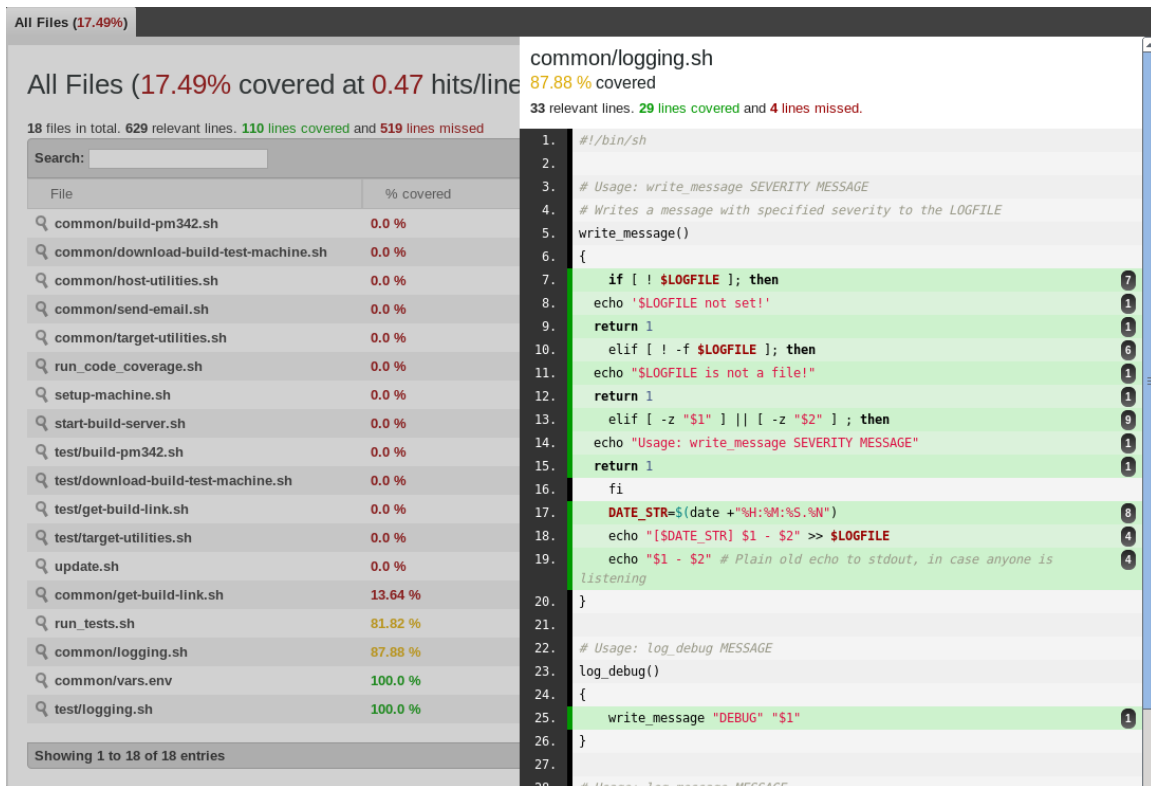 All Files (17.49%)
All Files (17.49% covered at 0.47 hits/line
18 files in total. 629 relevant lines. 110 lines covered and 519 lines missed
Search:
File % covered
common/build-pm342.sh 0.0 %
common/download-build-test-machine.sh 0.0 %
common/host-utilities.sh 0.0 %
common/send-email.sh 0.0 %
common/target-utilities.sh 0.0 %
run_code_coverage.sh 0.0 %
setup-machine.sh 0.0 %
start-build-server.sh 0.0 %
test/build-pm342.sh 0.0 %
test/download-build-test-machine.sh 0.0 %
test/get-build-link.sh 0.0 %
test/target-utilities.sh 0.0 %
update.sh 0.0 %
common/get-build-link.sh 13.64 %
run_tests.sh 81.82 %
common/logging.sh 87.88 %
common/vars.env 100.0 %
test/logging.sh 100.0 %
Showing 1 to 18 of 18 entries
common/logging.sh
87.88 % covered
33 relevant lines. 29 lines covered and 4 lines missed.
1. #!/bin/sh
2.
3. # Usage: write_message SEVERITY MESSAGE
4. # Writes a message with specified severity to the LOGFILE
5. write_message()
6. {
7. if [ ! $LOGFILE ]; then 7
8. echo '$LOGFILE not set!' 1
9. return 1 1
10. elif [ ! -f $LOGFILE ]; then 6
11. echo "$LOGFILE is not a file!" 1
12. return 1 1
13. elif [ -z "$1" ] || [ -z "$2" ] ; then 9
14. echo "Usage: write_message SEVERITY MESSAGE" 1
15. return 1 1
16. fi
17. DATE_STR=$(date +"%H:%M:%S.%N") 8
18. echo "[$DATE_STR] $1 - $2" >> $LOGFILE 4
19. echo "$1 - $2" # Plain old echo to stdout, in case anyone is 4
listening
20. }
21.
22. # Usage: log_debug MESSAGE
23. log_debug()
24. {
25. write_message "DEBUG" "$1" 1
26. }
27.
28. # Usage: log_message MESSAGE